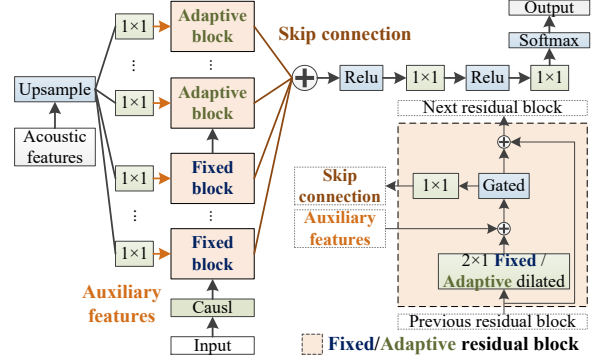 Output
Softmax
1×1
Adaptive
block
Skip connection
⋮
Upsample
1×1
Adaptive
block
Relu
1×1
Relu
1×1
Acoustic
features
Next residual block
1×1
Fixed
block
Skip
connection
1×1
Gated
⋮
Auxiliary
features
1×1
Fixed
block
2×1 Fixed /
Adaptive dilated
Auxiliary
features
Causl
Previous residual block
Input
Fixed/Adaptive residual block